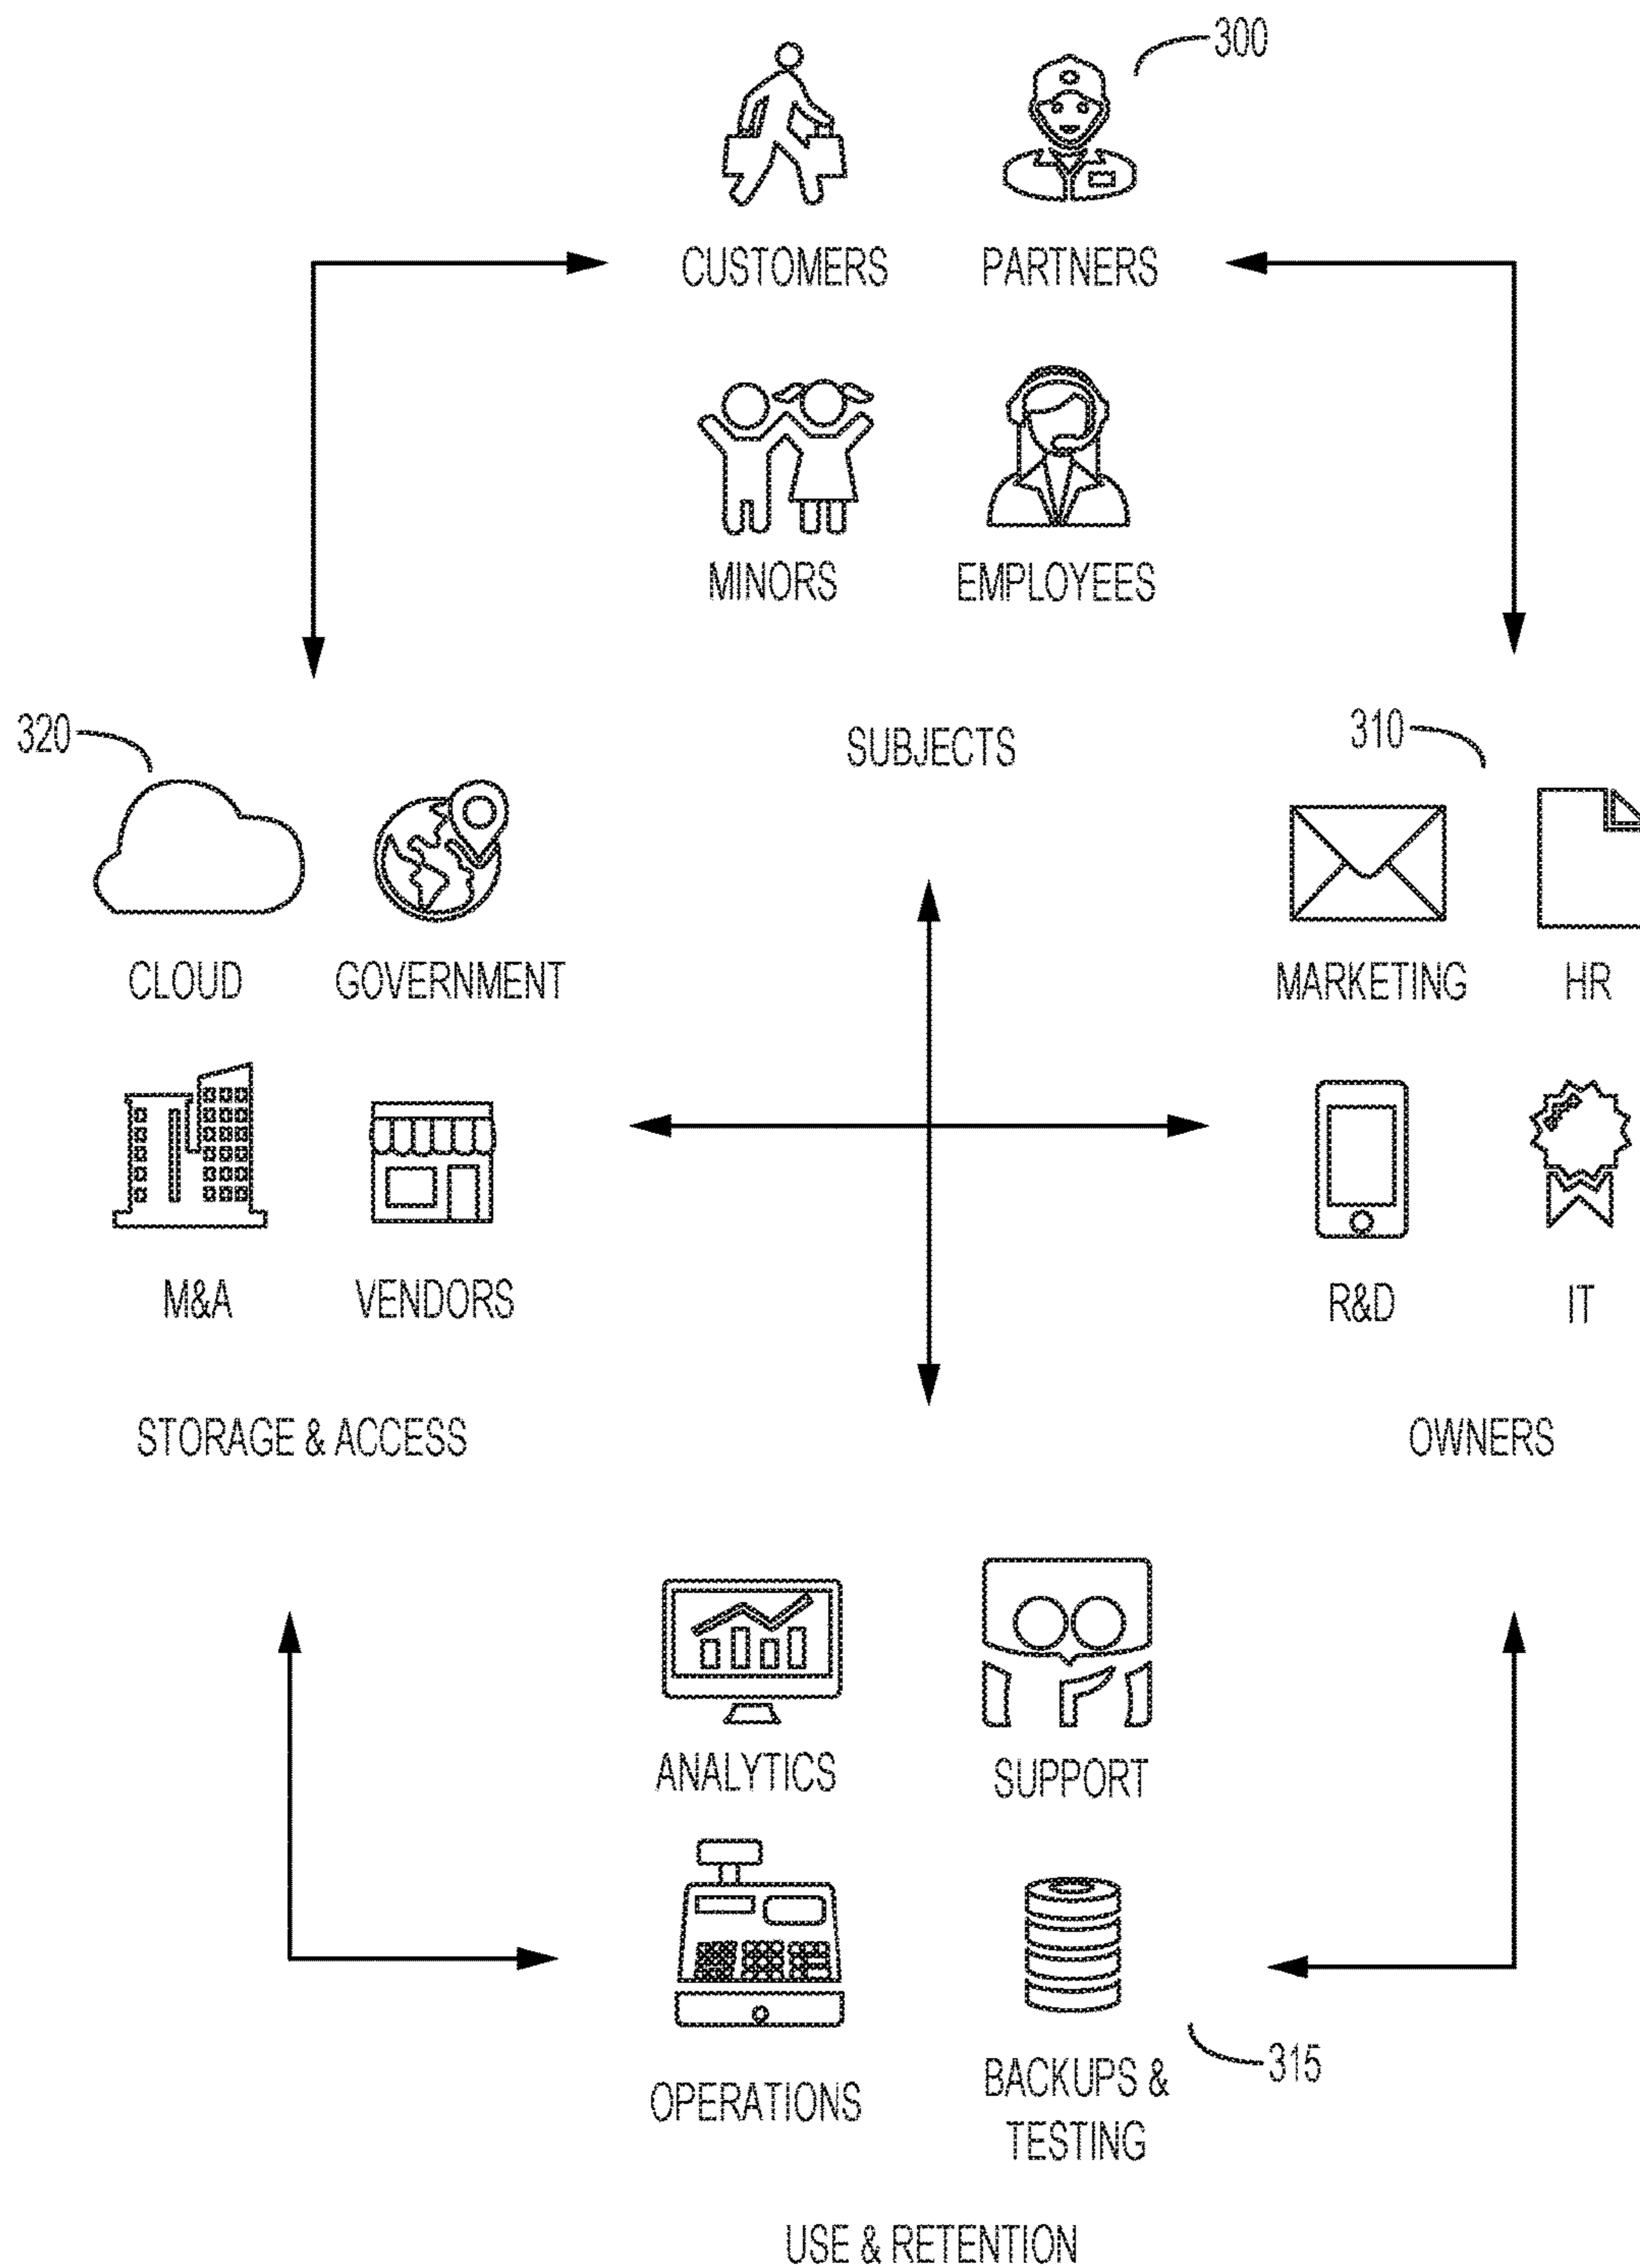 300
CUSTOMERS PARTNERS
MINORS EMPLOYEES
SUBJECTS
320
CLOUD GOVERNMENT
M&A VENDORS
STORAGE & ACCESS
310
MARKETING HR
R&D IT
OWNERS
ANALYTICS SUPPORT
OPERATIONS
BACKUPS &
TESTING
315
USE & RETENTION